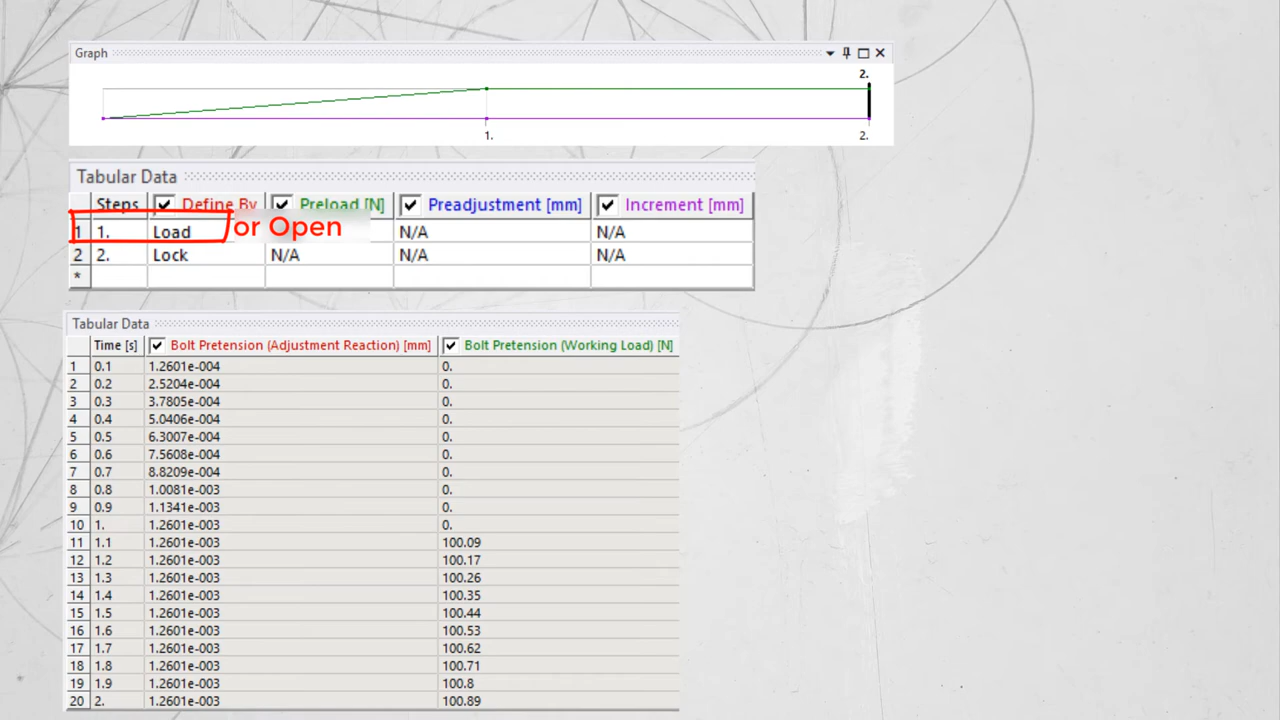 Graph
2.
1. 2.
Tabular Data
Steps Define By Preload [N] Preadjustment [mm] Increment [mm]
1 1. Load or Open N/A N/A
2 2. Lock N/A N/A N/A
*
Tabular Data
Time [s] Bolt Pretension (Adjustment Reaction) [mm] Bolt Pretension (Working Load) [N]
1 0.1 1.2601e-004 0.
2 0.2 2.5204e-004 0.
3 0.3 3.7805e-004 0.
4 0.4 5.0406e-004 0.
5 0.5 6.3007e-004 0.
6 0.6 7.5608e-004 0.
7 0.7 8.8209e-004 0.
8 0.8 1.0081e-003 0.
9 0.9 1.1341e-003 0.
10 1. 1.2601e-003 0.
11 1.1 1.2601e-003 100.09
12 1.2 1.2601e-003 100.17
13 1.3 1.2601e-003 100.26
14 1.4 1.2601e-003 100.35
15 1.5 1.2601e-003 100.44
16 1.6 1.2601e-003 100.53
17 1.7 1.2601e-003 100.62
18 1.8 1.2601e-003 100.71
19 1.9 1.2601e-003 100.8
20 2. 1.2601e-003 100.89